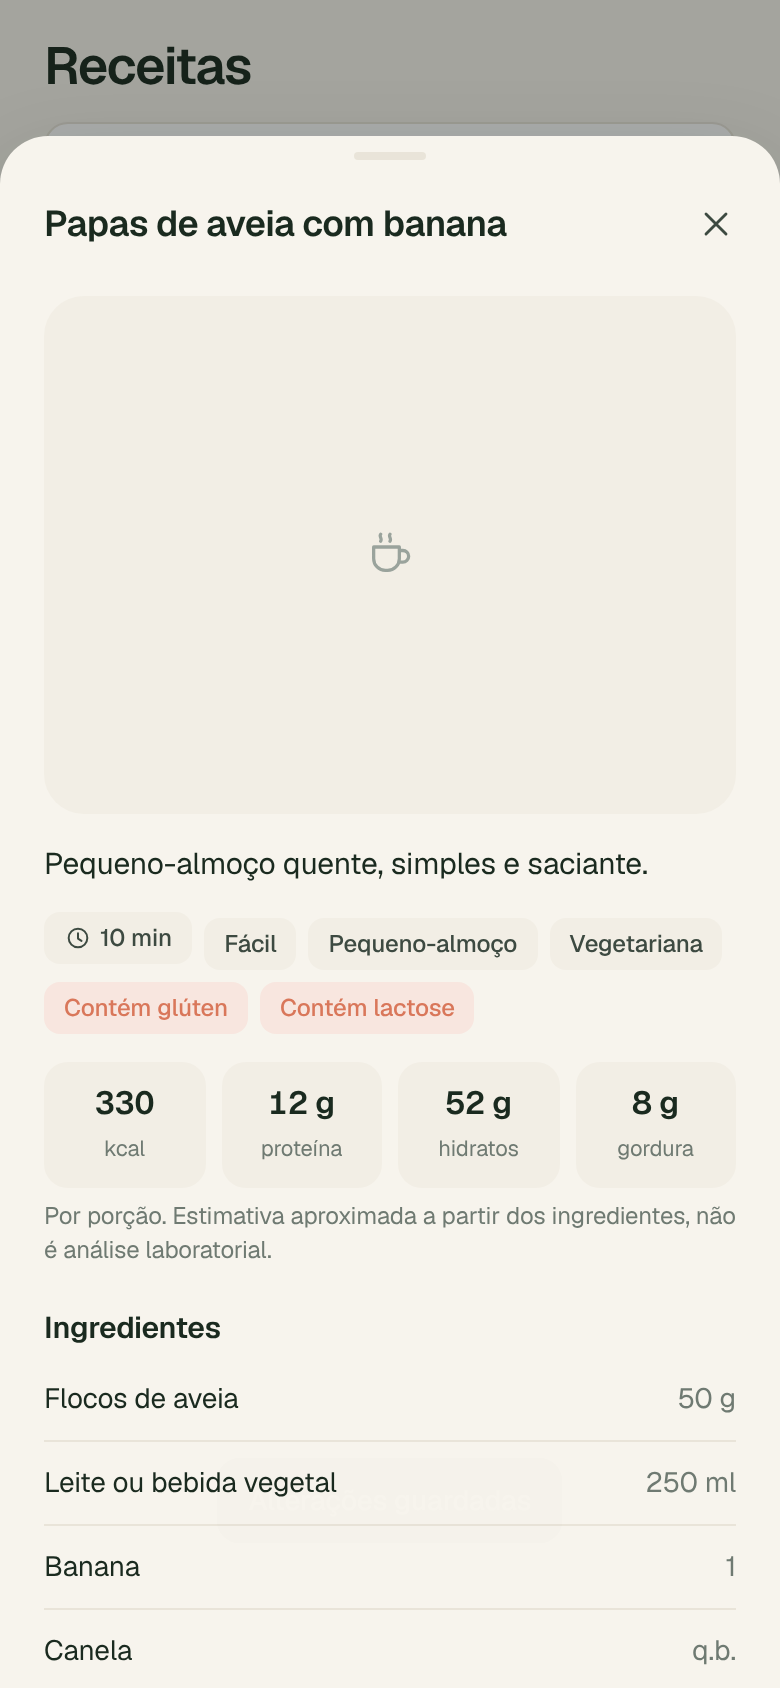 Receitas
Papas de aveia com banana
Pequeno-almoço quente, simples e saciante.
10 min
Fácil
Pequeno-almoço
Vegetariana
Contém glúten
Contém lactose
330
kcal
12 g
proteína
52 g
hidratos
8 g
gordura
Por porção. Estimativa aproximada a partir dos ingredientes, não
é análise laboratorial.
Ingredientes
Flocos de aveia 50 g
Leite ou bebida vegetal 250 ml
guardadas
Banana 1
Canela q.b.